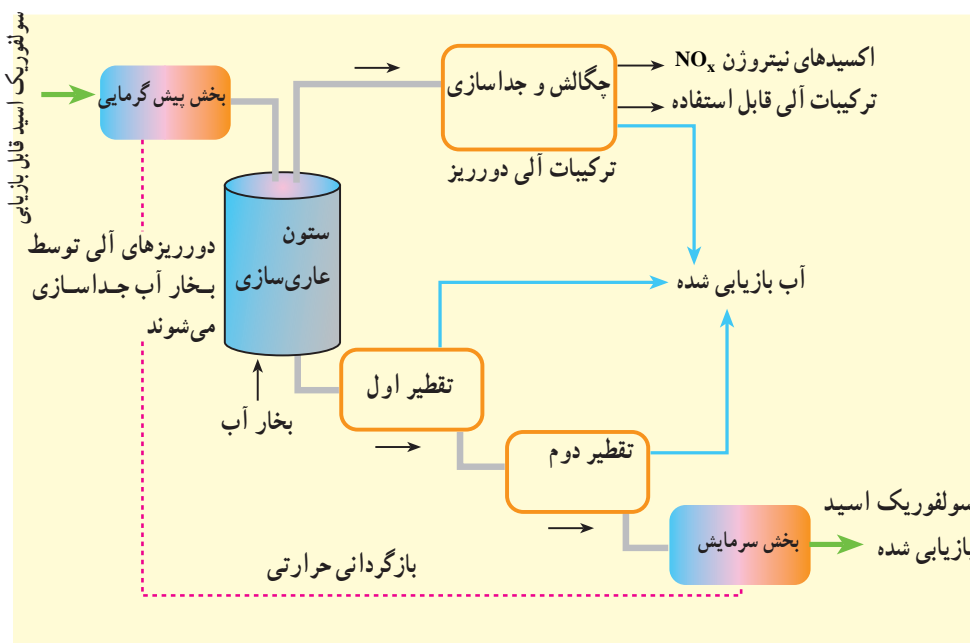 سولفوریک اسید قابل بازیابی
بخش پیش گرمایی
چگالش و جداسازی
اکسیدهای نیتروژن NOx
ترکیبات آلی قابل استفاده
ترکیبات آلی دورریز
ستون
عاری‌سازی
دورریزهای آلی توسط
بخار آب جداسازی
می‌شوند
آب بازیابی شده
بخار آب
تقطیر اول
تقطیر دوم
بخش سرمایش
سولفوریک اسید
بازیابی شده
بازگردانی حرارتی